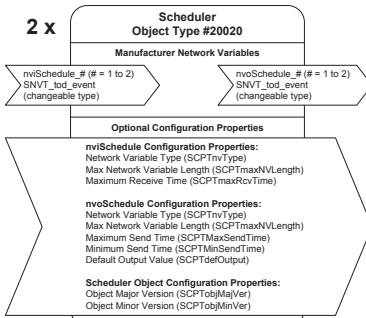 2 x
Scheduler
Object Type #20020
Manufacturer Network Variables
nviSchedule_# (# = 1 to 2)
SNVT_tod_event
(changeable type)
nvoSchedule_# (# = 1 to 2)
SNVT_tod_event
(changeable type)
Optional Configuration Properties
nviSchedule Configuration Properties:
Network Variable Type (SCPTnvType)
Max Network Variable Length (SCPTmaxNVLength)
Maximum Receive Time (SCPTmaxRcvTime)
nvoSchedule Configuration Properties:
Network Variable Type (SCPTnvType)
Max Network Variable Length (SCPTmaxNVLength)
Maximum Send Time (SCPTMaxSendTime)
Minimum Send Time (SCPTMinSendTime)
Default Output Value (SCPTdefOutput)
Scheduler Object Configuration Properties:
Object Major Version (SCPTobjMajVer)
Object Minor Version (SCPTobjMinVer)